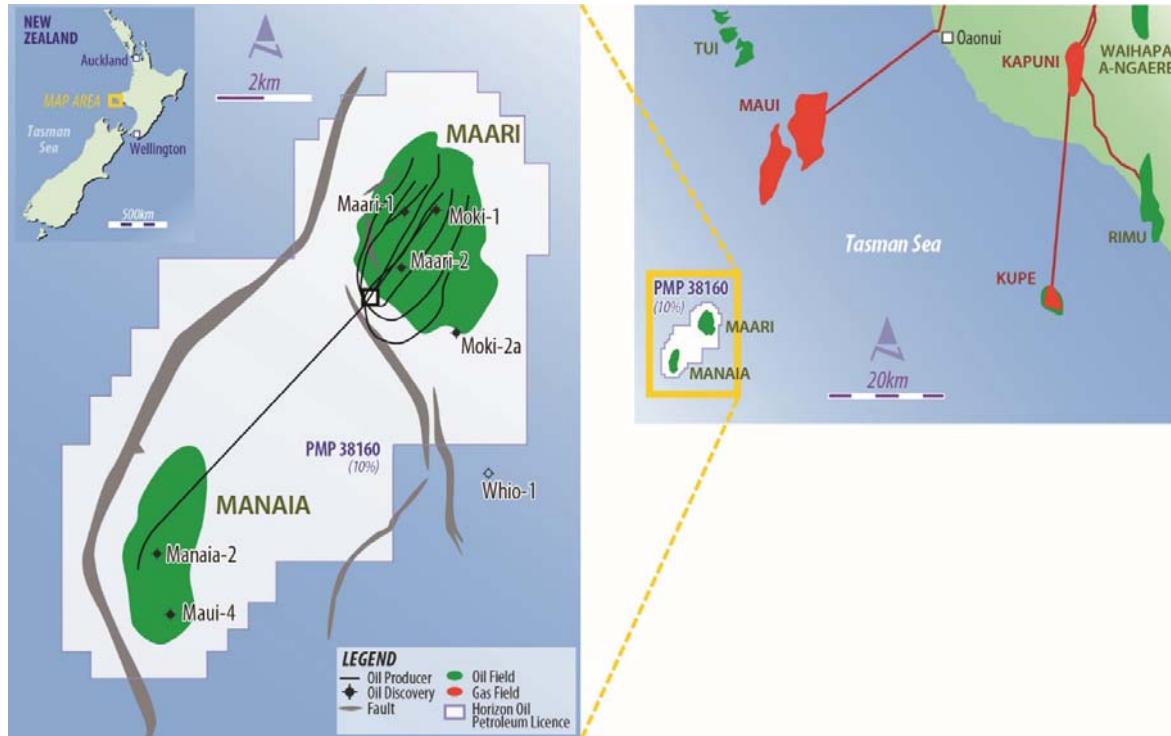 NEW
ZEALAND
Auckland
MAP AREA
Tasman
Sea
Wellington
500km
2km
MAARI
Maari-1
Moki-1
Maari-2
Moki-2a
PMP 38160
(10%)
Whio-1
MANAIA
Manaia-2
Maui-4
LEGEND
Oil Producer
Oil Discovery
Fault
Oil Field
Gas Field
Horizon Oil
Petroleum Licence
TUI
Oaonui
KAPUNI
WAIHAPA
A-NGAERE
MAUI
RIMU
Tasman Sea
KUPE
PMP 38160
(10%)
MAARI
MANAIA
20km